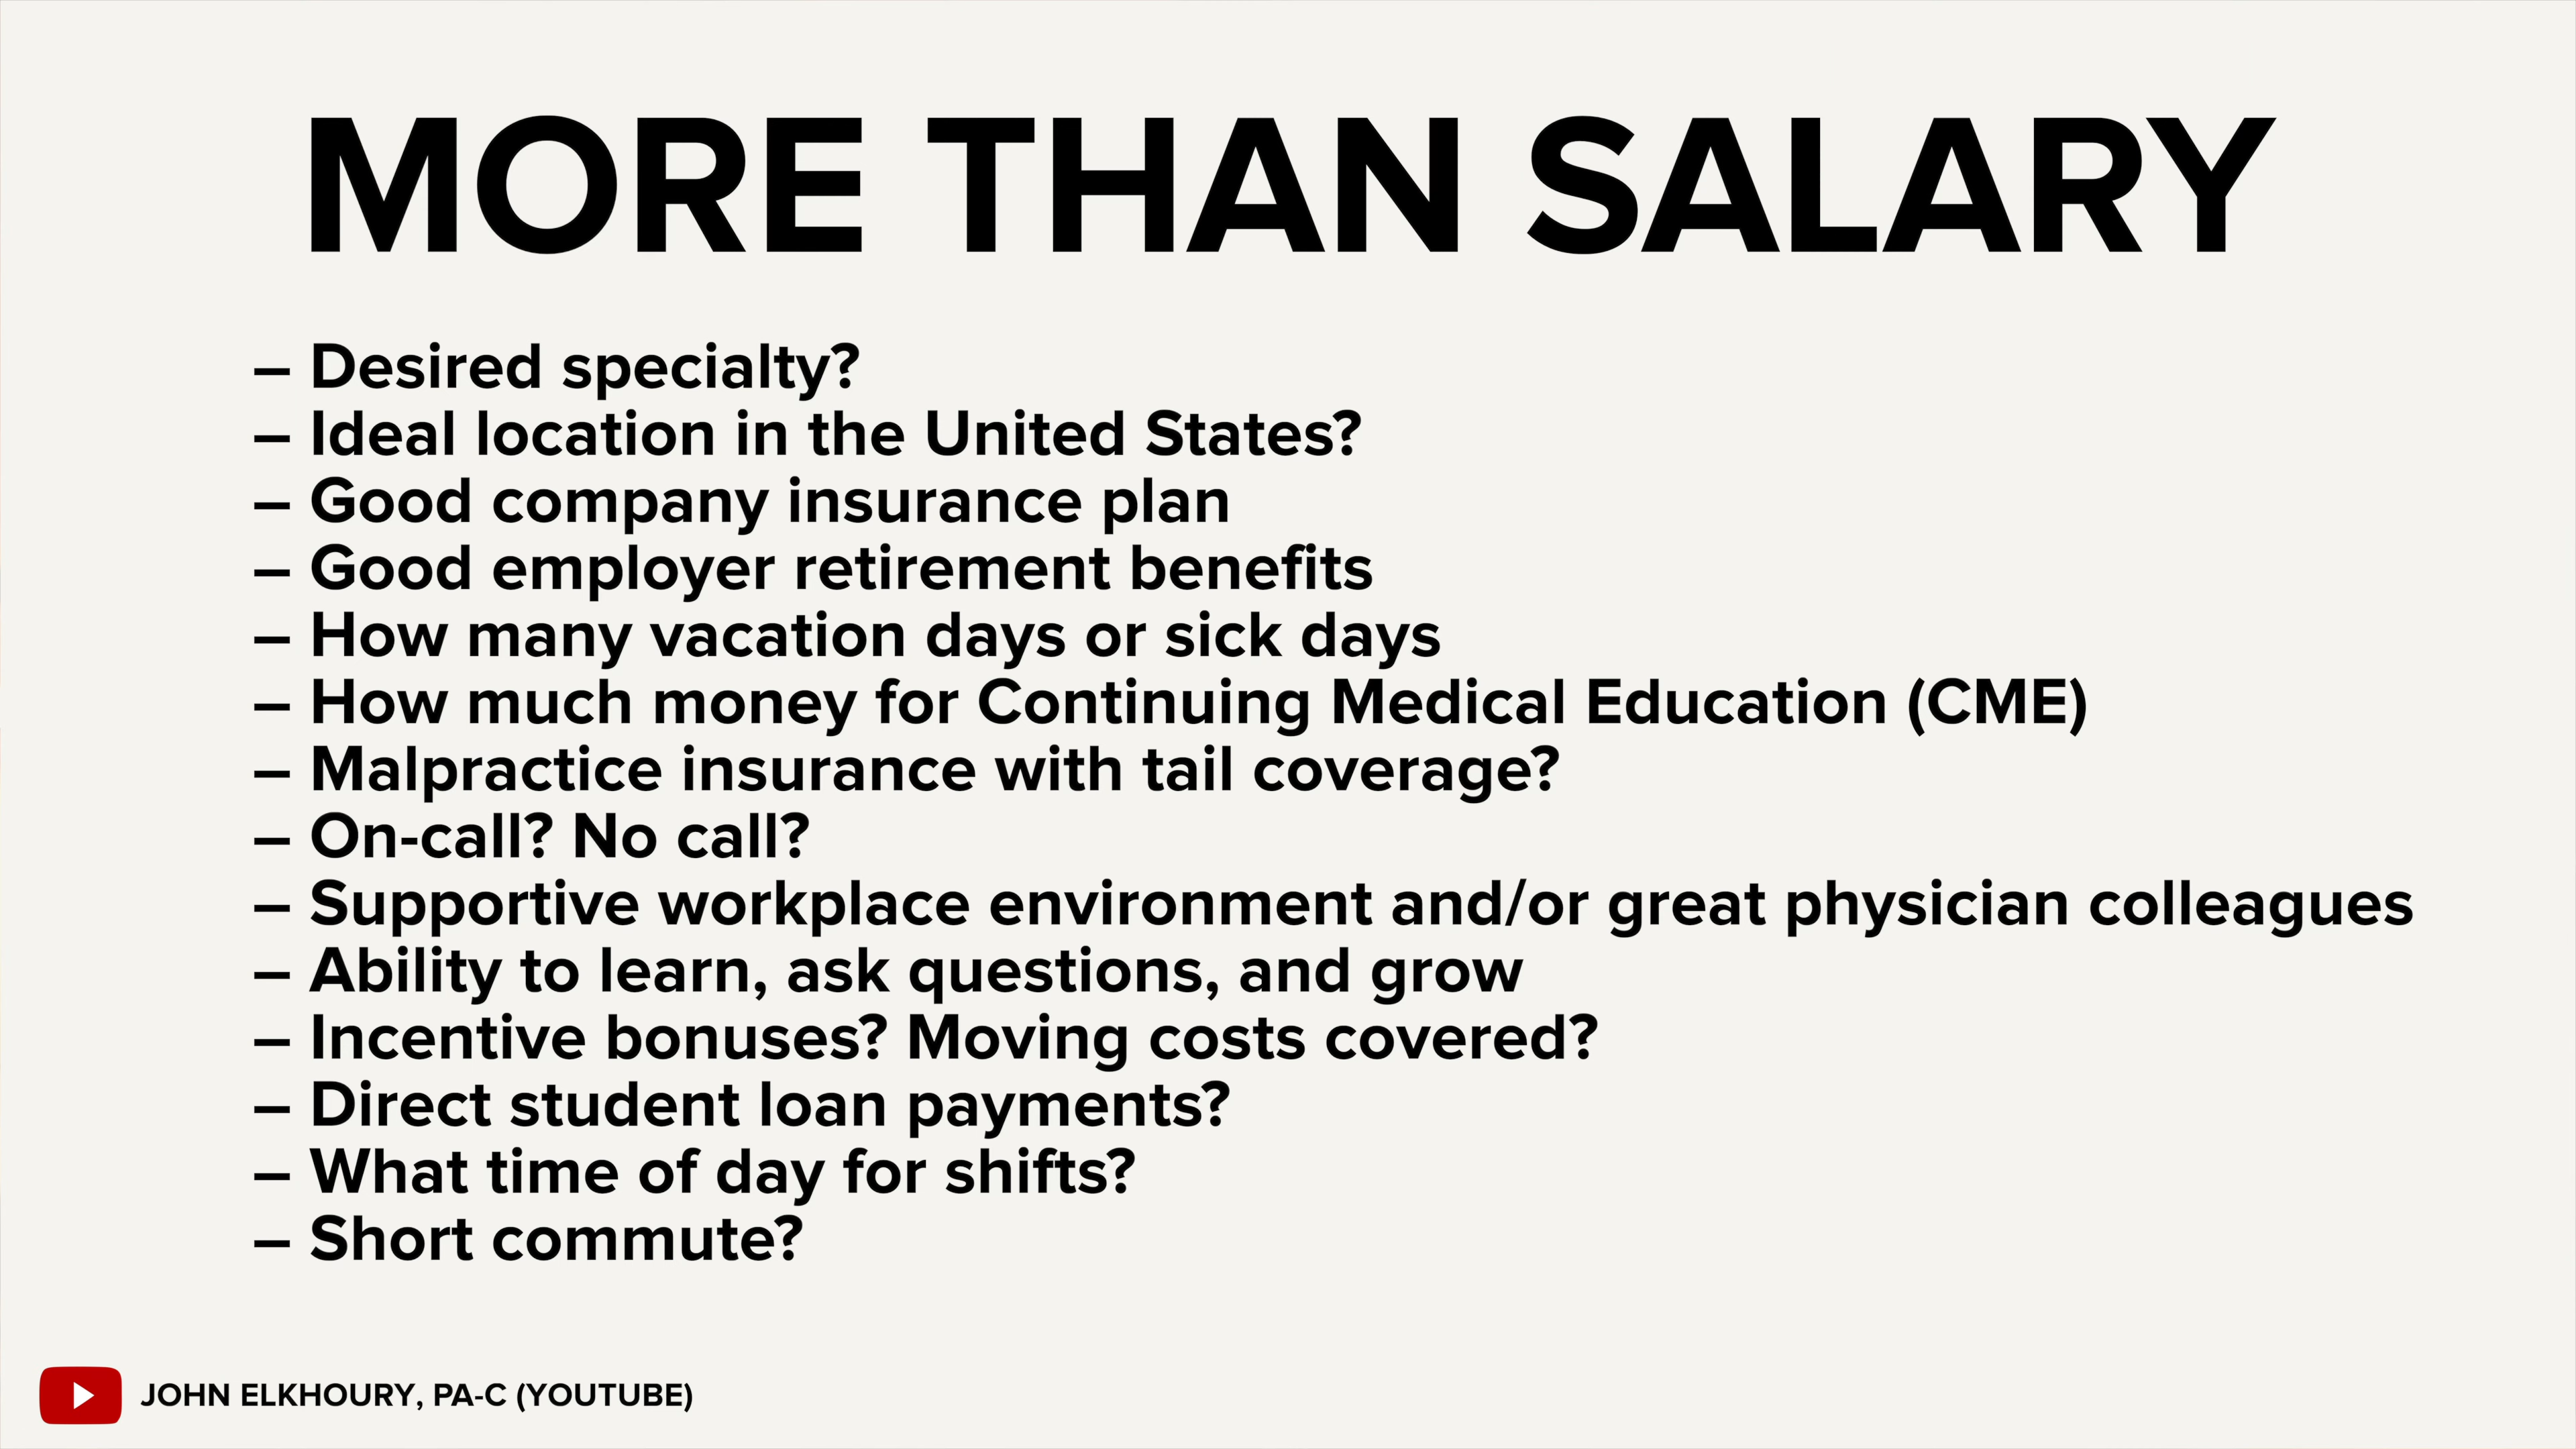 MORE THAN SALARY
– Desired specialty?
– Ideal location in the United States?
– Good company insurance plan
– Good employer retirement benefits
– How many vacation days or sick days
– How much money for Continuing Medical Education (CME)
– Malpractice insurance with tail coverage?
– On-call? No call?
– Supportive workplace environment and/or great physician colleagues
– Ability to learn, ask questions, and grow
– Incentive bonuses? Moving costs covered?
– Direct student loan payments?
– What time of day for shifts?
– Short commute?
JOHN ELKHOURY, PA-C (YOUTUBE)